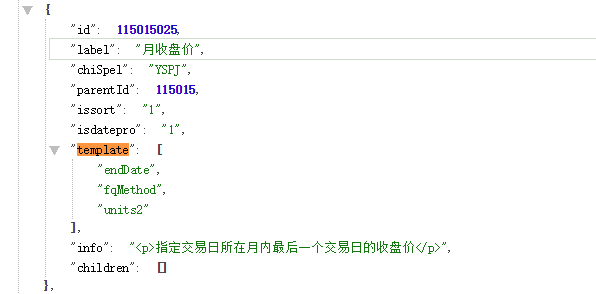 {
"id": 115015025,
"label": "月收盘价",
"chiSpel": "YSPJ",
"parentId": 115015,
"issort": "1",
"isdatepro": "1",
"template": [
"endDate",
"fqMethod",
"units2"
],
"info": "<p>指定交易日所在月内最后一个交易日的收盘价</p>",
"children": []
},